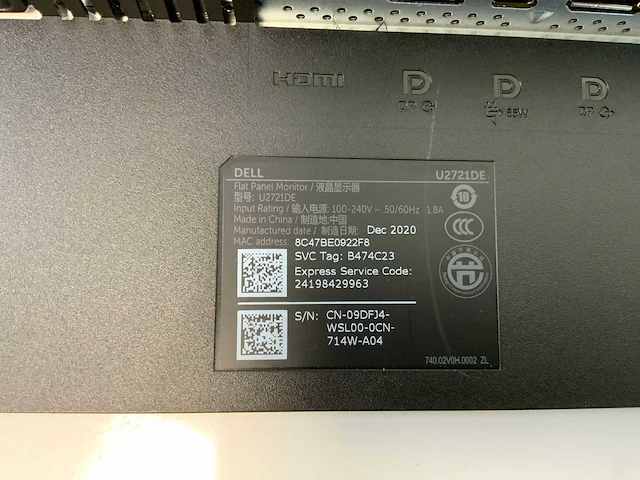 HDMI
DP
85W
DP
DELL U2721DE
Flat Panel Monitor / 液晶显示器
型号: U2721DE
Input Rating / 输入电源: 100-240V ~ 50/60Hz 1.8A
Made in China / 制造地:中国
Manufactured date / 制造日期: Dec 2020
MAC address: 8C47BE0922F8
SVC Tag: B474C23
Express Service Code:
24198429963
S/N: CN-09DFJ4-
WSL00-0CN-
714W-A04
740.02V0H.0002 ZL
10
CCC